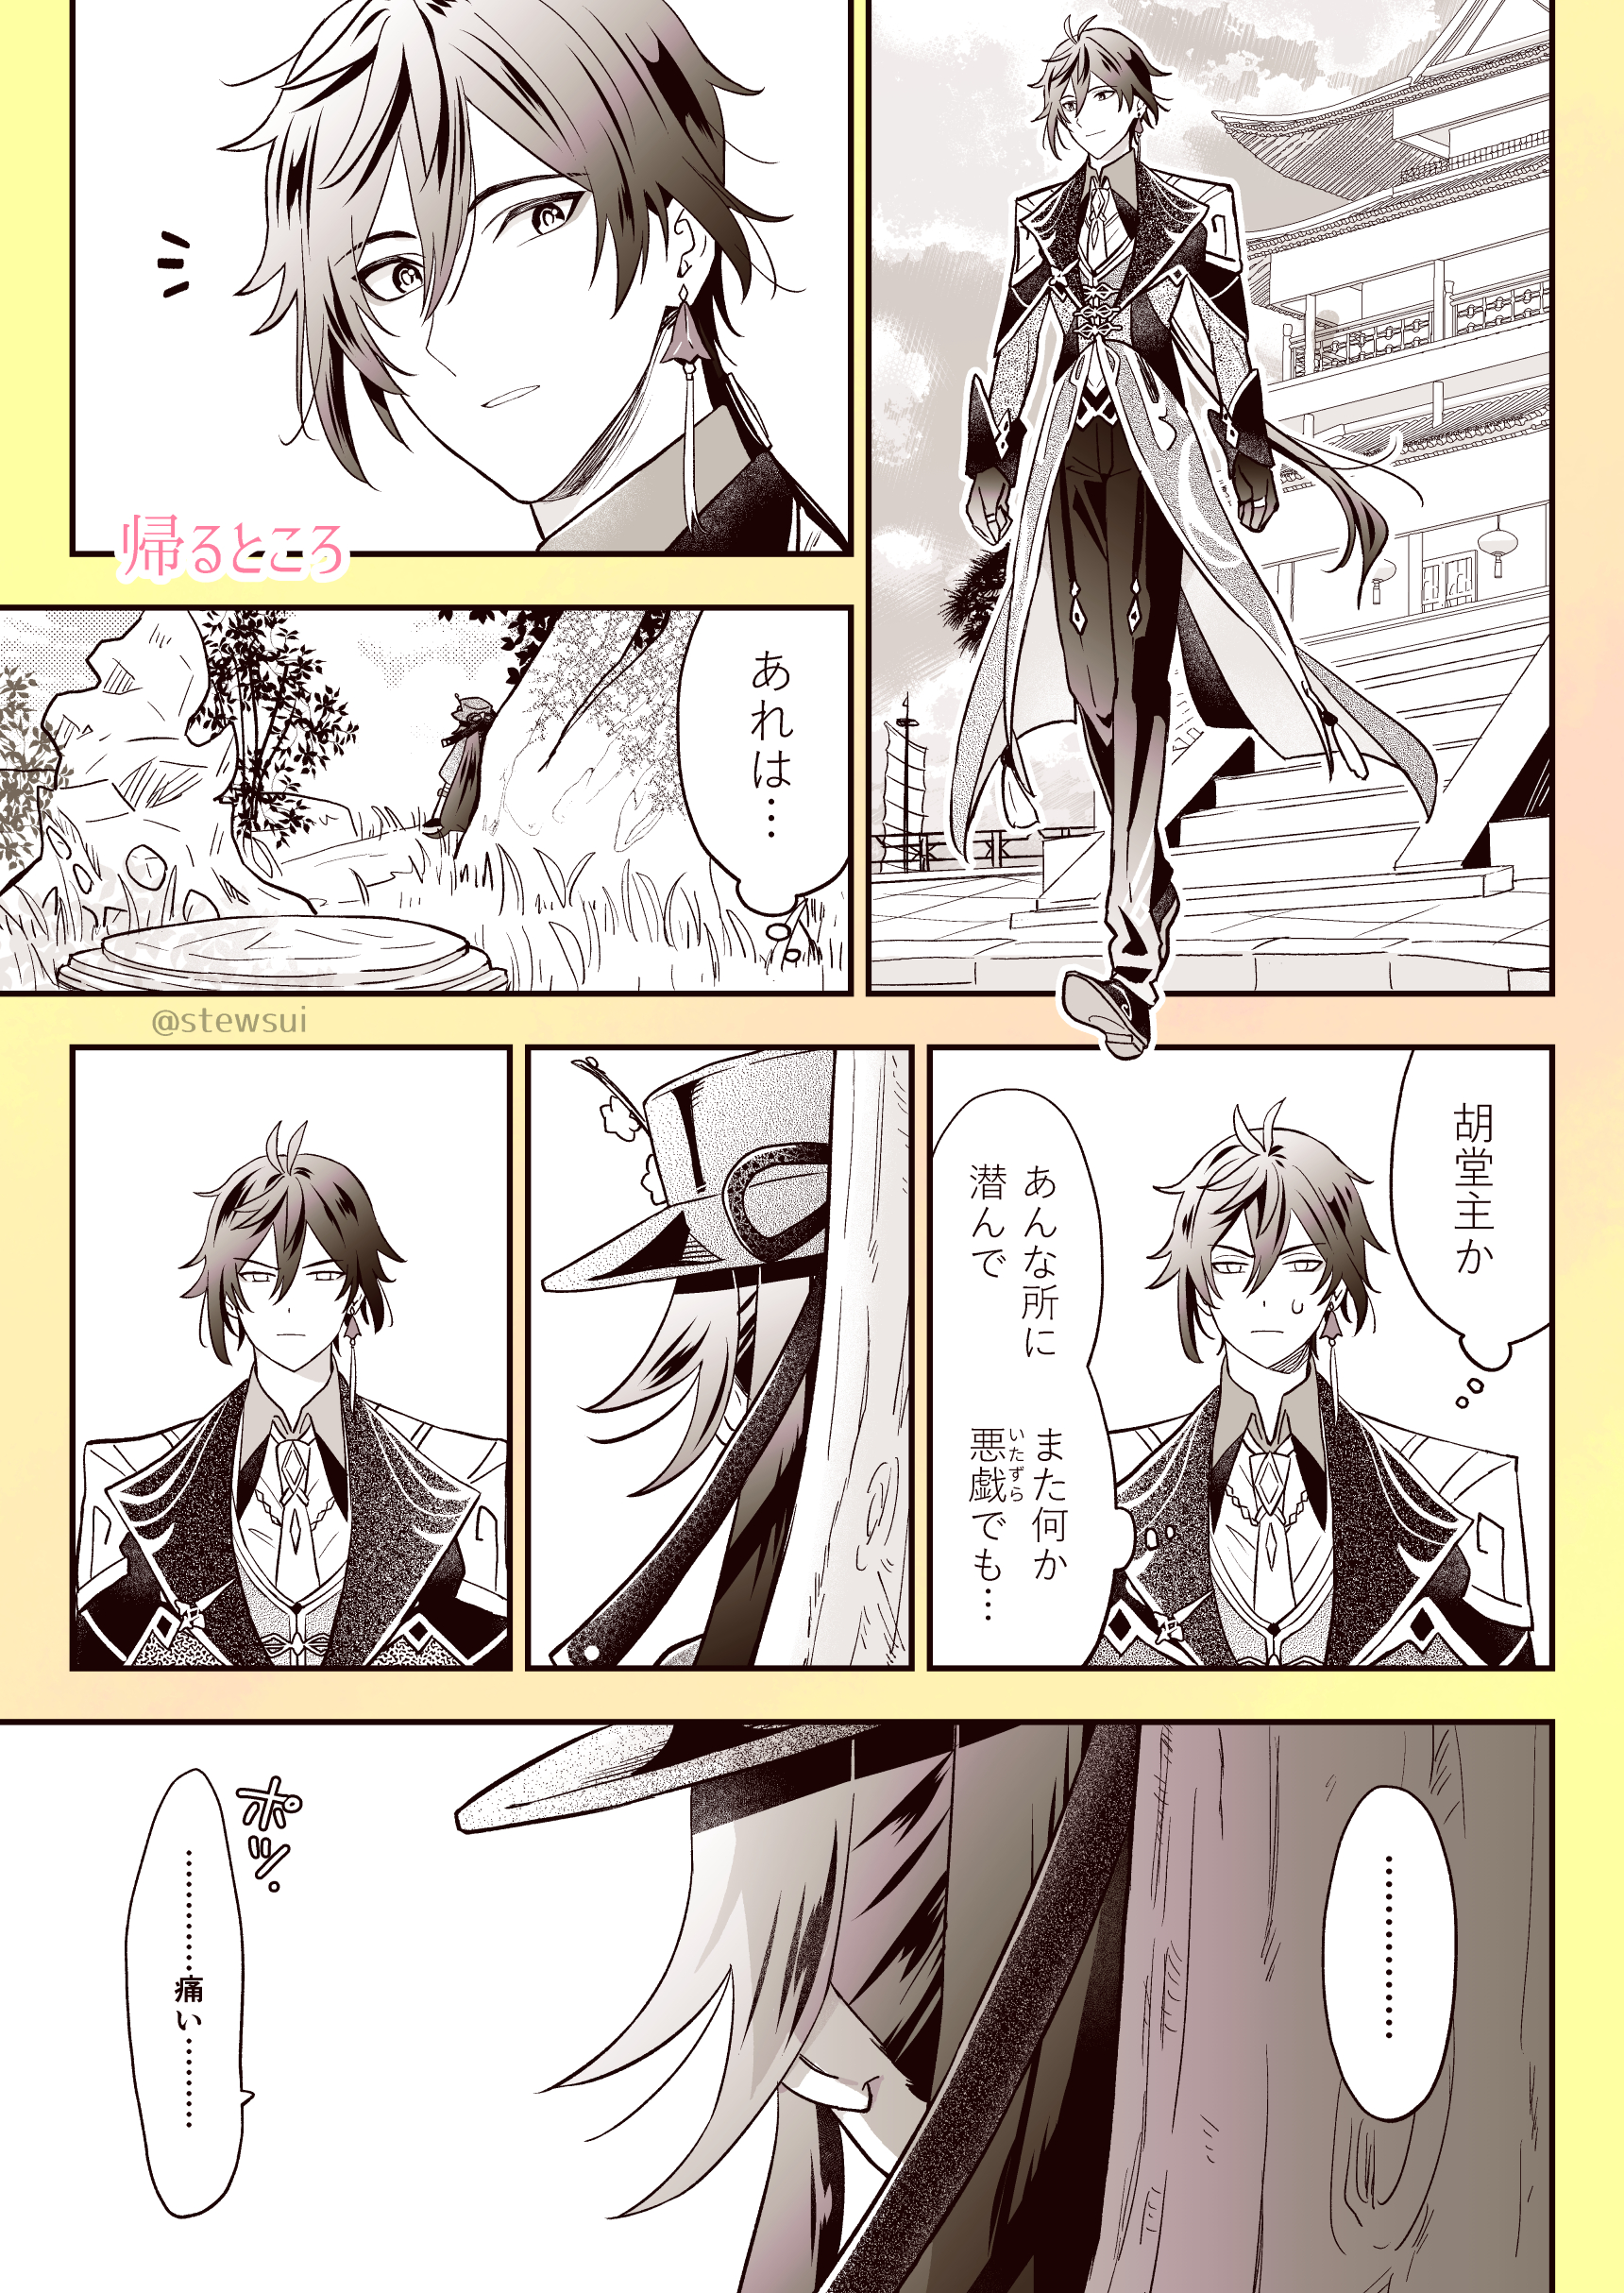 帰るところ
あれは…
@stewsui
胡堂主か
あんな所に
潜んで
また何か
悪戯でも…
いたずら
…………
ポツ。
…………痛い…………